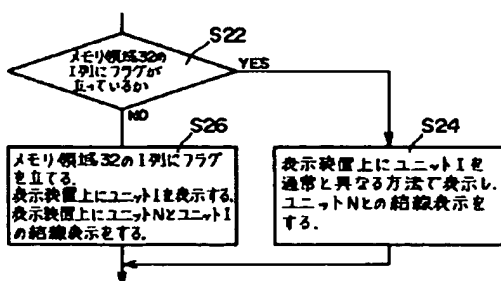 S22
メモリ領域32の
I列にフラグが
立っているか
YES
NO
S26
メモリ領域32のI列にフラグ
を立てる.
表示装置上にユニットIを表示する.
表示装置上にユニットNとユニットI
の結線表示をする.
S24
表示装置上にユニットIを
通常と異なる方法で表示し,
ユニットNとの結線表示を
する.